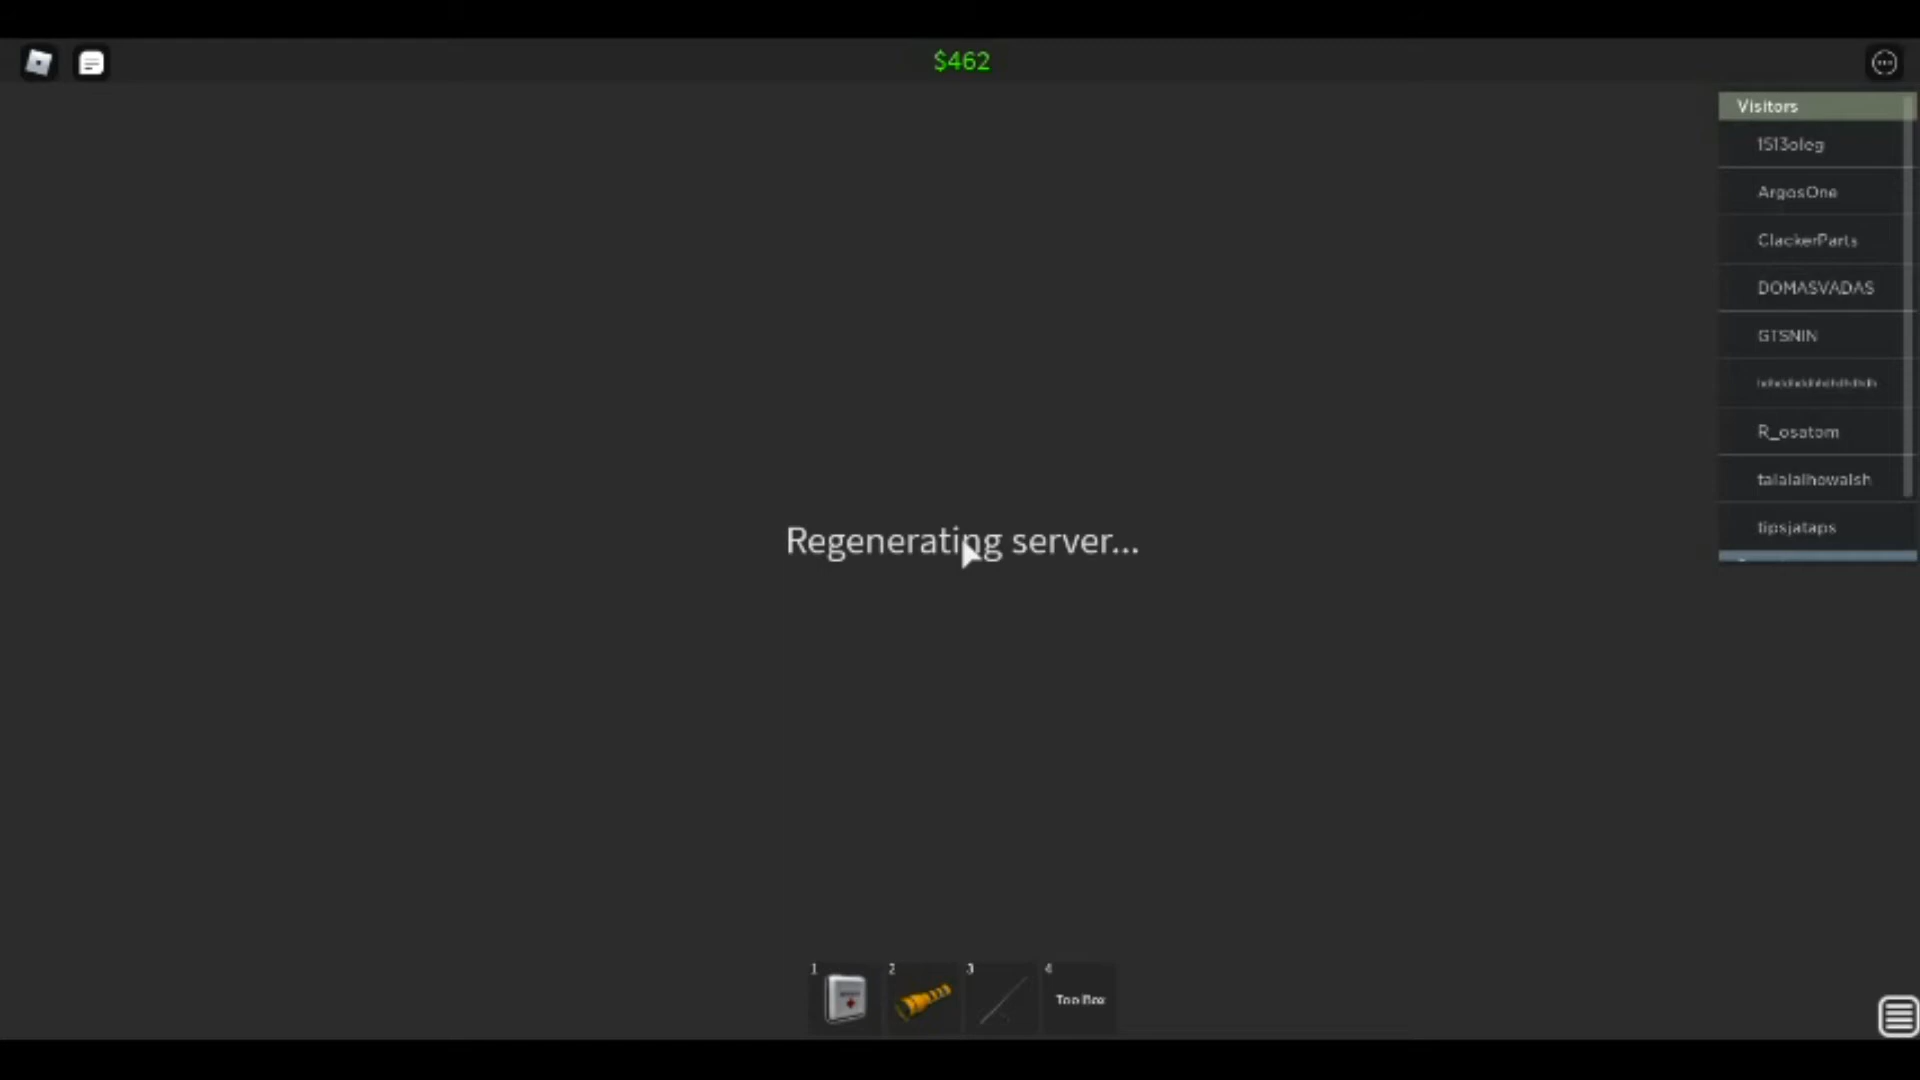 $462
Visitors
1513oleg
ArgosOne
ClackerParts
DOMASVADAS
GTSNIN
R_osatom
talalalhowaish
tipsjataps
Regenerating server...
1
2
3
4
Tool Box